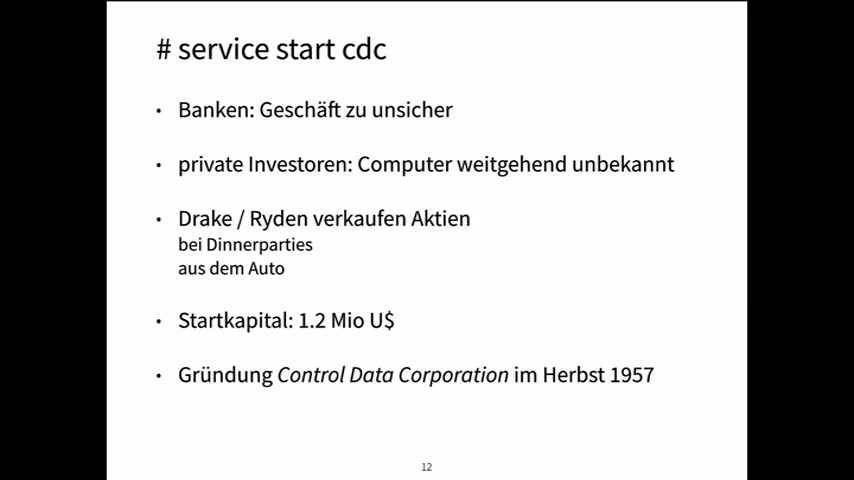 # service start cdc
• Banken: Geschäft zu unsicher
• private Investoren: Computer weitgehend unbekannt
• Drake / Ryden verkaufen Aktien
bei Dinnerparties
aus dem Auto
• Startkapital: 1.2 Mio U$
• Gründung Control Data Corporation im Herbst 1957
12